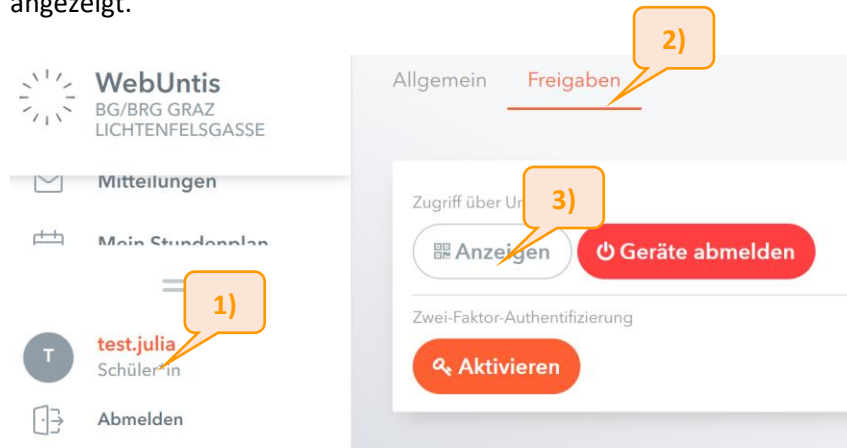 angezeigt.
WebUntis
BG/BRG GRAZ
LICHTENFELSGASSE
Mitteilungen
Mein Stundenplan
1)
T
test.julia
Schüler*in
Abmelden
2)
Allgemein Freigaben
Zugriff über
3)
Anzeigen
Geräte abmelden
Zwei-Faktor-Authentifizierung
Aktivieren